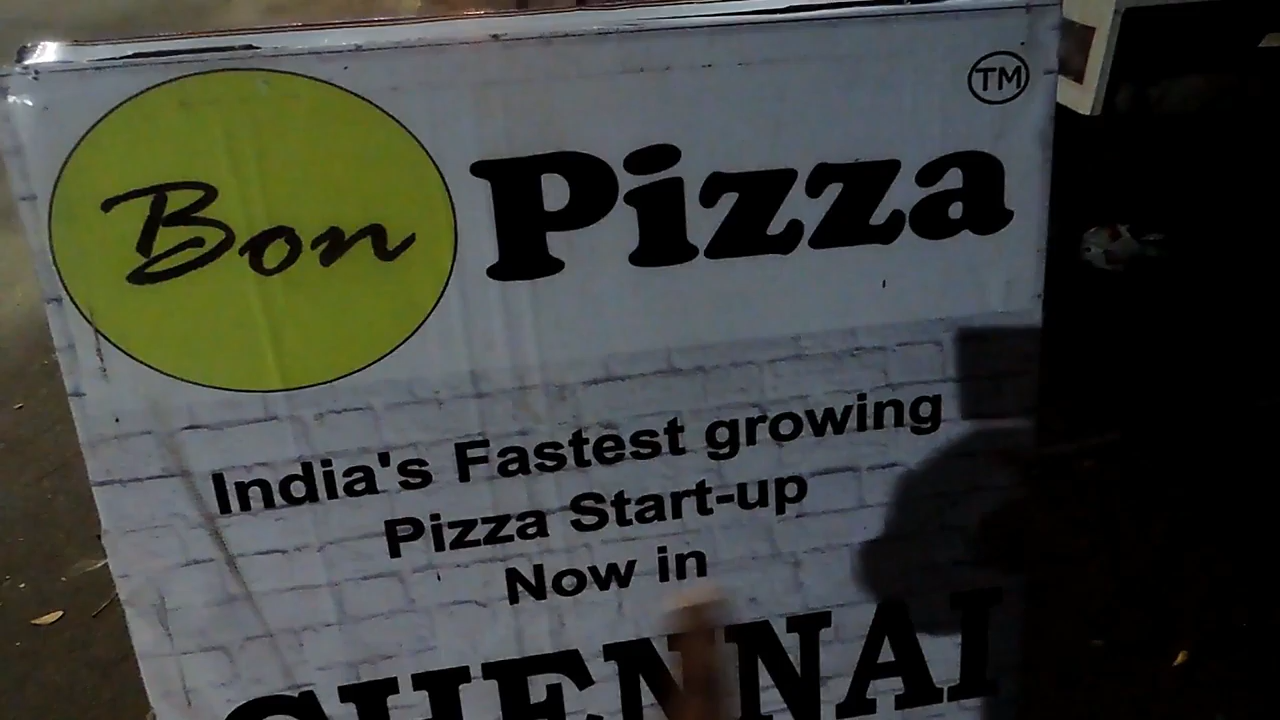 Bon Pizza TM
India's Fastest growing
Pizza Start-up
Now in
CHENNAI